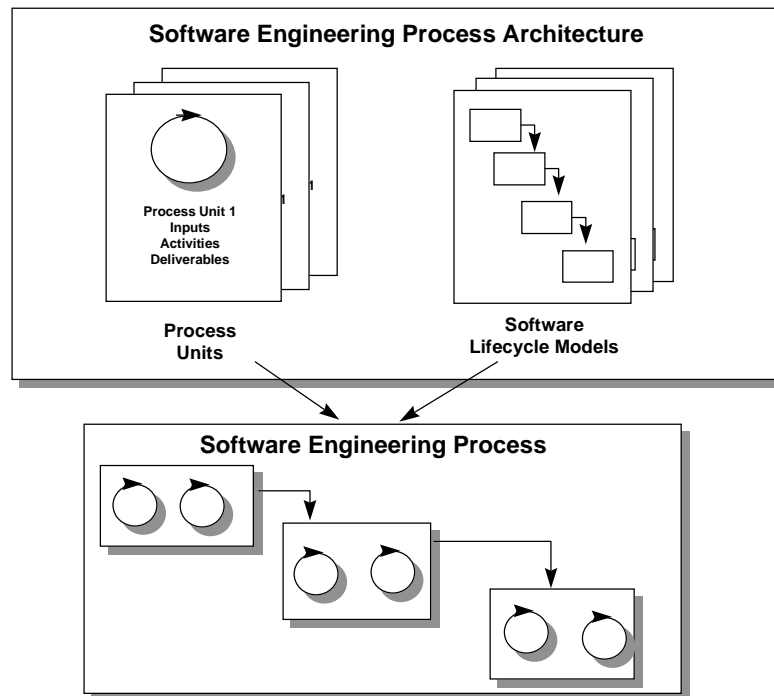 Software Engineering Process Architecture
Process Unit 1
Inputs
Activities
Deliverables
Process
Units
Software
Lifecycle Models
Software Engineering Process